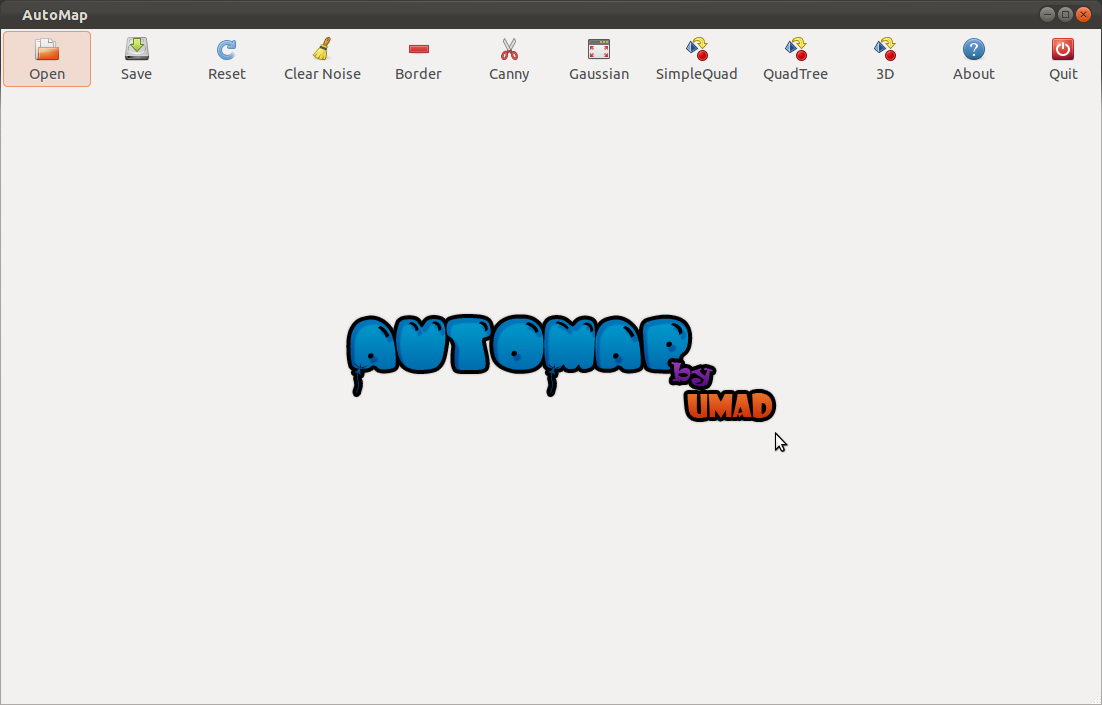 AutoMap
Open Save Reset Clear Noise Border Canny Gaussian SimpleQuad QuadTree 3D About Quit
AUTOMAP
by
UMAD